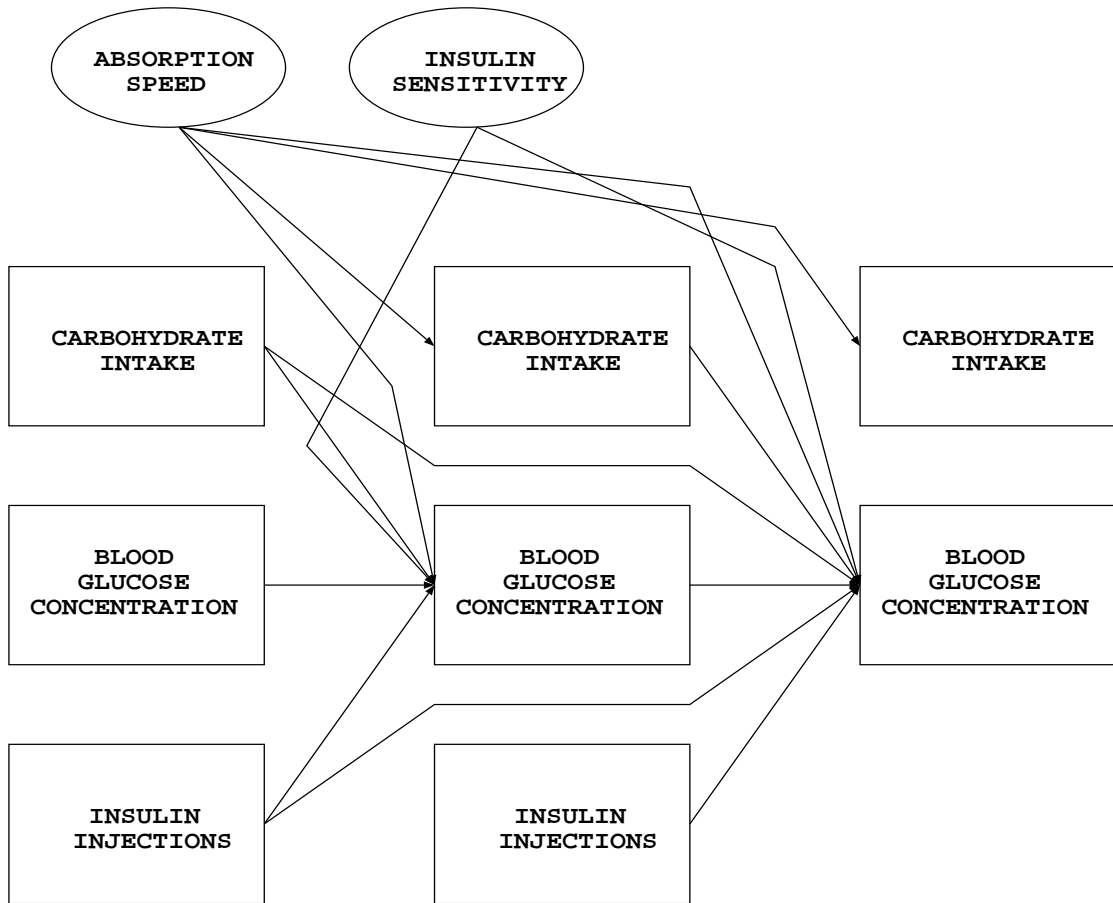 ABSORPTION
SPEED
INSULIN
SENSITIVITY
CARBOHYDRATE
INTAKE
CARBOHYDRATE
INTAKE
CARBOHYDRATE
INTAKE
BLOOD
GLUCOSE
CONCENTRATION
BLOOD
GLUCOSE
CONCENTRATION
BLOOD
GLUCOSE
CONCENTRATION
INSULIN
INJECTIONS
INSULIN
INJECTIONS